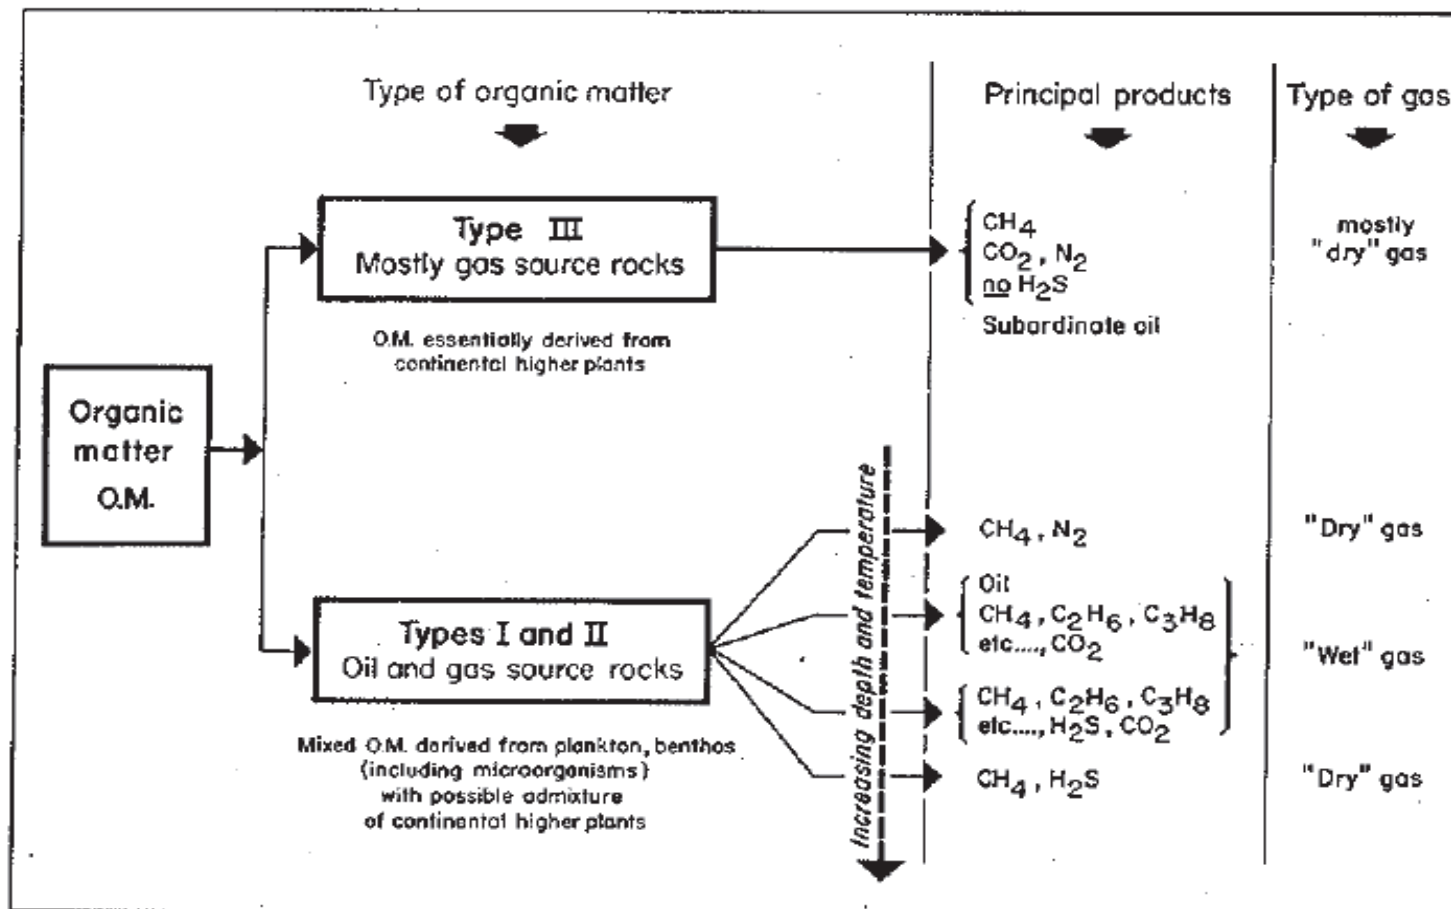 Type of organic matter
Principal products
Type of gas
Type III
Mostly gas source rocks
O.M. essentially derived from
continental higher plants
CH4
CO2, N2
no H2S
Subordinate oil
mostly
"dry" gas
Organic
matter
O.M.
Types I and II
Oil and gas source rocks
Mixed O.M. derived from plankton, benthos
(including microorganisms)
with possible admixture
of continental higher plants
Increasing depth and temperature
CH4, N2
"Dry" gas
Oil
CH4, C2H6, C3H8
etc...., CO2
"Wet" gas
CH4, C2H6, C3H8
etc...., H2S, CO2
CH4, H2S
"Dry" gas